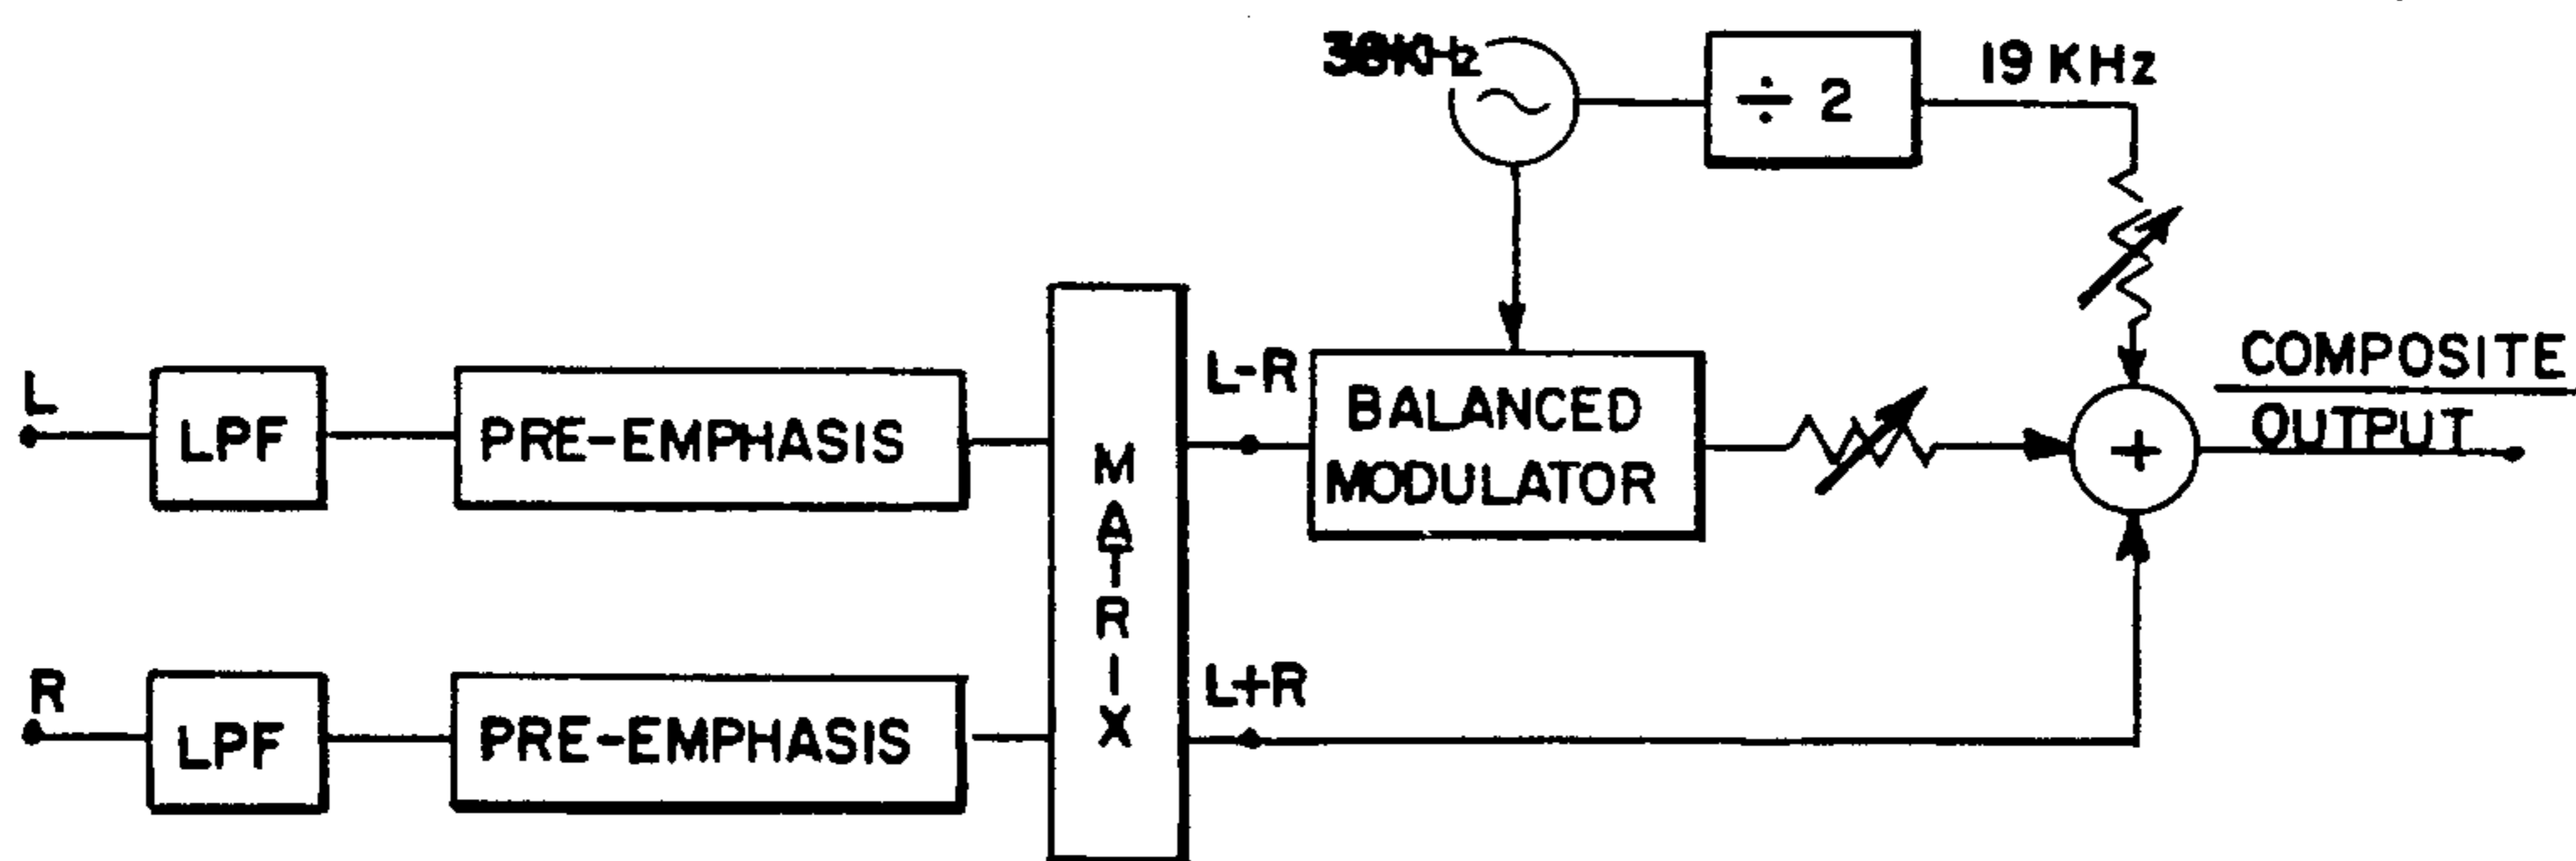 38KHz
÷ 2
19 KHz
L
LPF
PRE-EMPHASIS
MATRIX
L-R
BALANCED
MODULATOR
+
COMPOSITE
OUTPUT
R
LPF
PRE-EMPHASIS
L+R